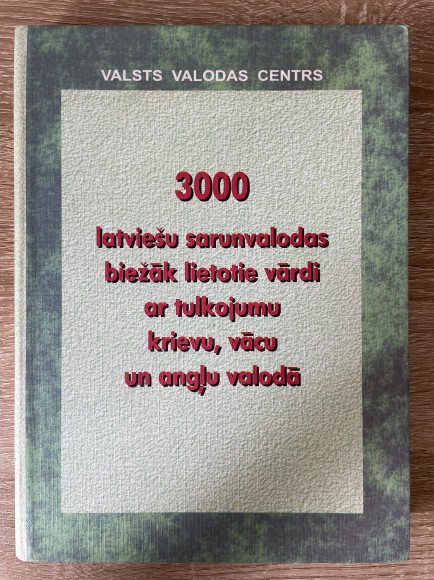 VALSTS VALODAS CENTRS
3000
latviešu sarunvalodas
biežāk lietotie vārdi
ar tulkojumu
krievu, vācu
un angļu valodā